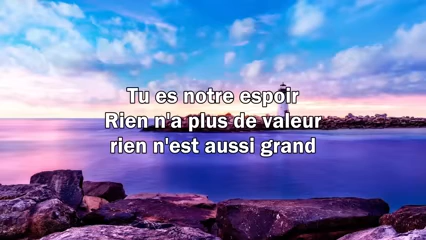 Tu es notre espoir
Rien n'a plus de valeur
rien n'est aussi grand